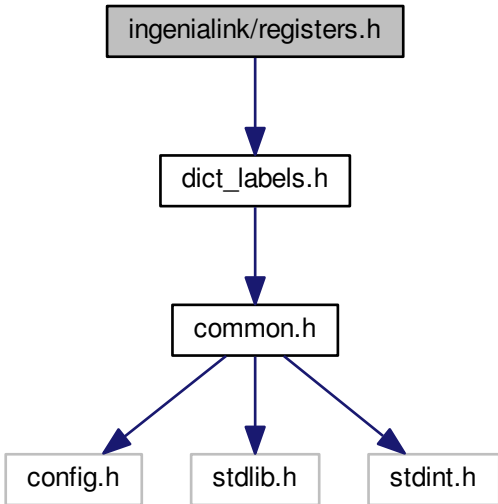 ingenialink/registers.h
dict_labels.h
common.h
config.h
stdlib.h
stdint.h